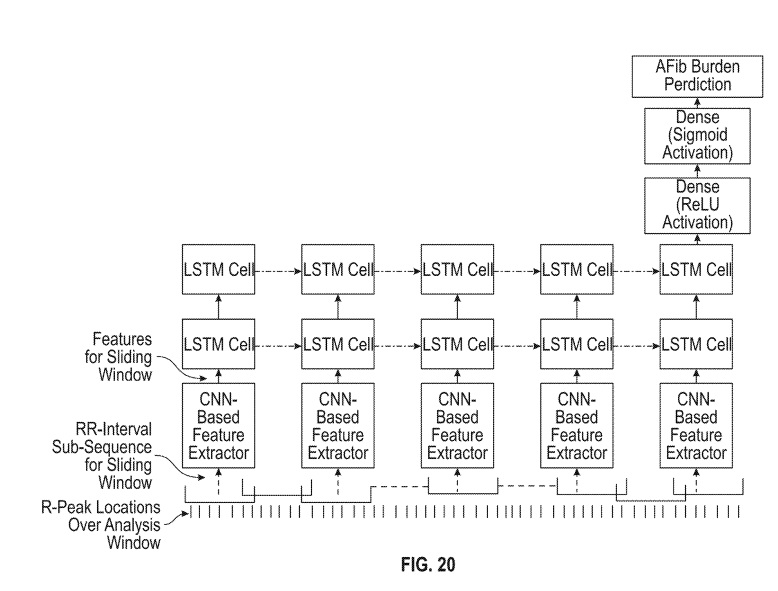 AFib Burden
Perdiction
Dense
(Sigmoid
Activation)
Dense
(ReLU
Activation)
LSTM Cell
LSTM Cell
LSTM Cell
LSTM Cell
LSTM Cell
LSTM Cell
LSTM Cell
LSTM Cell
LSTM Cell
LSTM Cell
Features
for Sliding
Window
CNN-
Based
Feature
Extractor
CNN-
Based
Feature
Extractor
CNN-
Based
Feature
Extractor
CNN-
Based
Feature
Extractor
CNN-
Based
Feature
Extractor
RR-Interval
Sub-Sequence
for Sliding
Window
R-Peak Locations
Over Analysis
Window
FIG. 20